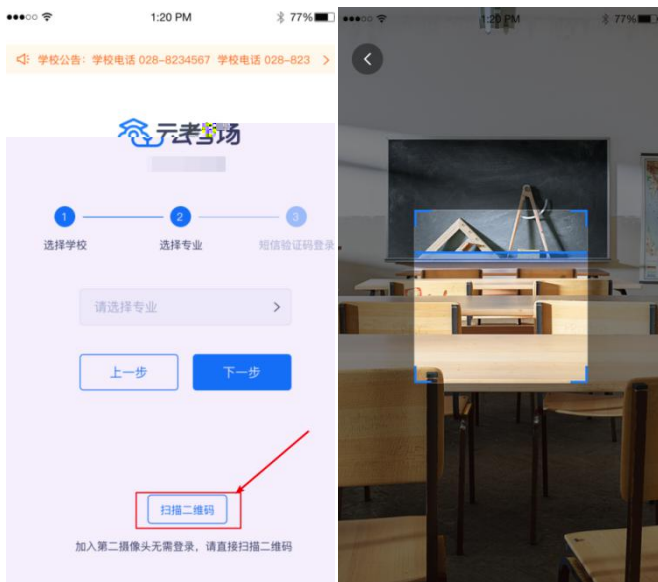 1:20 PM
77%
学校公告：学校电话 028-8234567 学校电话 028-823
云考场
1
2
3
选择学校
选择专业
短信验证码登录
请选择专业
上一步
下一步
扫描二维码
加入第二摄像头无需登录，请直接扫描二维码
1:20 PM
77%